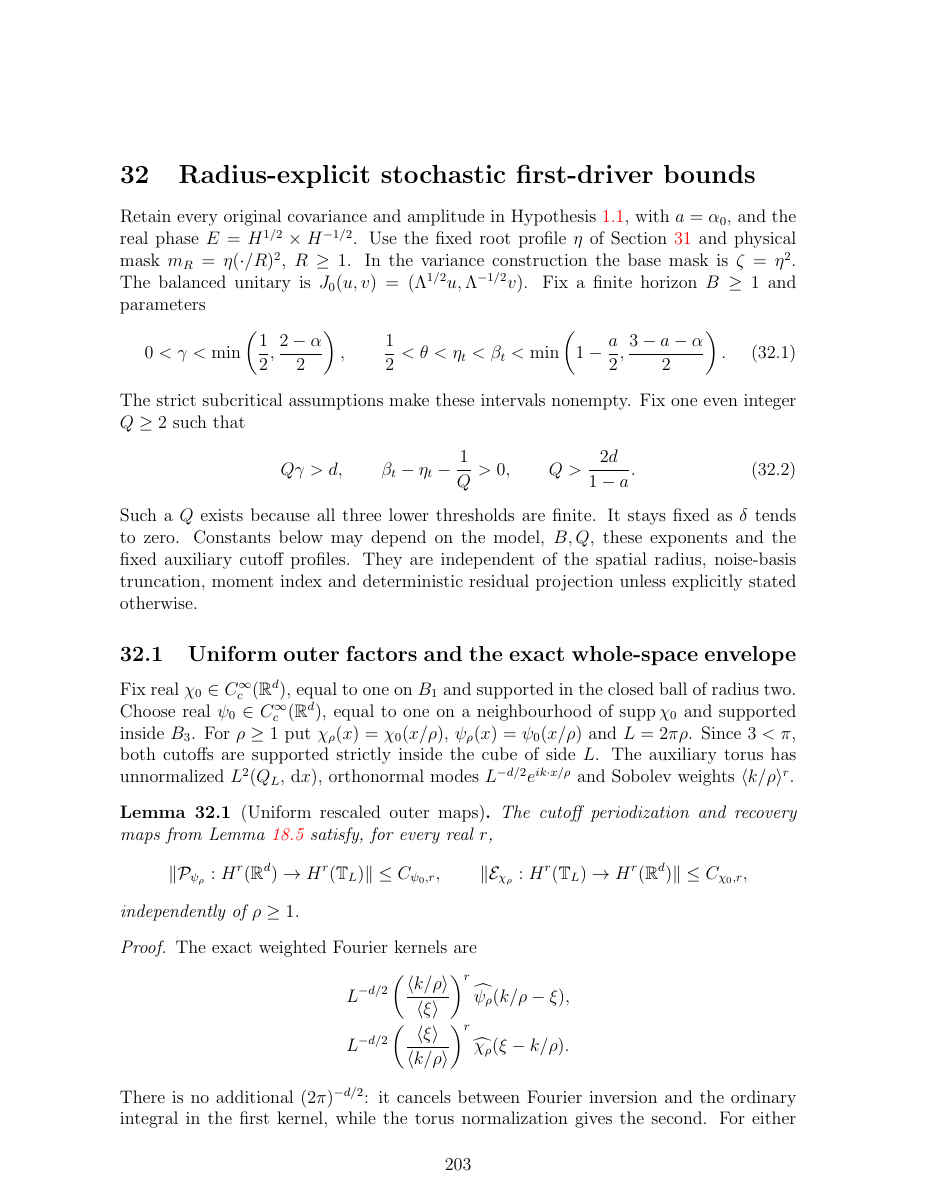 32 Radius-explicit stochastic first-driver bounds
Retain every original covariance and amplitude in Hypothesis 1.1, with a = α₀, and the
real phase E = H^{1/2} × H^{−1/2}. Use the fixed root profile η of Section 31 and physical
mask m_R = η(·/R)², R ≥ 1. In the variance construction the base mask is ζ = η².
The balanced unitary is J₀(u, v) = (Λ^{1/2}u, Λ^{−1/2}v). Fix a finite horizon B ≥ 1 and
parameters
0 < γ < min(1/2, (2 − α)/2), 1/2 < θ < η_t < β_t < min(1 − a/2, (3 − a − α)/2). (32.1)
The strict subcritical assumptions make these intervals nonempty. Fix one even integer
Q ≥ 2 such that
Qγ > d, β_t − η_t − 1/Q > 0, Q > 2d/(1 − a). (32.2)
Such a Q exists because all three lower thresholds are finite. It stays fixed as δ tends
to zero. Constants below may depend on the model, B, Q, these exponents and the
fixed auxiliary cutoff profiles. They are independent of the spatial radius, noise-basis
truncation, moment index and deterministic residual projection unless explicitly stated
otherwise.
32.1 Uniform outer factors and the exact whole-space envelope
Fix real χ₀ ∈ C_c^∞(ℝ^d), equal to one on B₁ and supported in the closed ball of radius two.
Choose real ψ₀ ∈ C_c^∞(ℝ^d), equal to one on a neighbourhood of supp χ₀ and supported
inside B₃. For ρ ≥ 1 put χ_ρ(x) = χ₀(x/ρ), ψ_ρ(x) = ψ₀(x/ρ) and L = 2πρ. Since 3 < π,
both cutoffs are supported strictly inside the cube of side L. The auxiliary torus has
unnormalized L²(Q_L, dx), orthonormal modes L^{−d/2}e^{ik·x/ρ} and Sobolev weights ⟨k/ρ⟩^r.
Lemma 32.1 (Uniform rescaled outer maps). The cutoff periodization and recovery
maps from Lemma 18.5 satisfy, for every real r,
‖𝒫_{ψ_ρ} : H^r(ℝ^d) → H^r(𝕋_L)‖ ≤ C_{ψ₀,r}, ‖ℰ_{χ_ρ} : H^r(𝕋_L) → H^r(ℝ^d)‖ ≤ C_{χ₀,r},
independently of ρ ≥ 1.
Proof. The exact weighted Fourier kernels are
L^{−d/2} (⟨k/ρ⟩/⟨ξ⟩)^r \widehat{ψ_ρ}(k/ρ − ξ),
L^{−d/2} (⟨ξ⟩/⟨k/ρ⟩)^r \widehat{χ_ρ}(ξ − k/ρ).
There is no additional (2π)^{−d/2}: it cancels between Fourier inversion and the ordinary
integral in the first kernel, while the torus normalization gives the second. For either
203